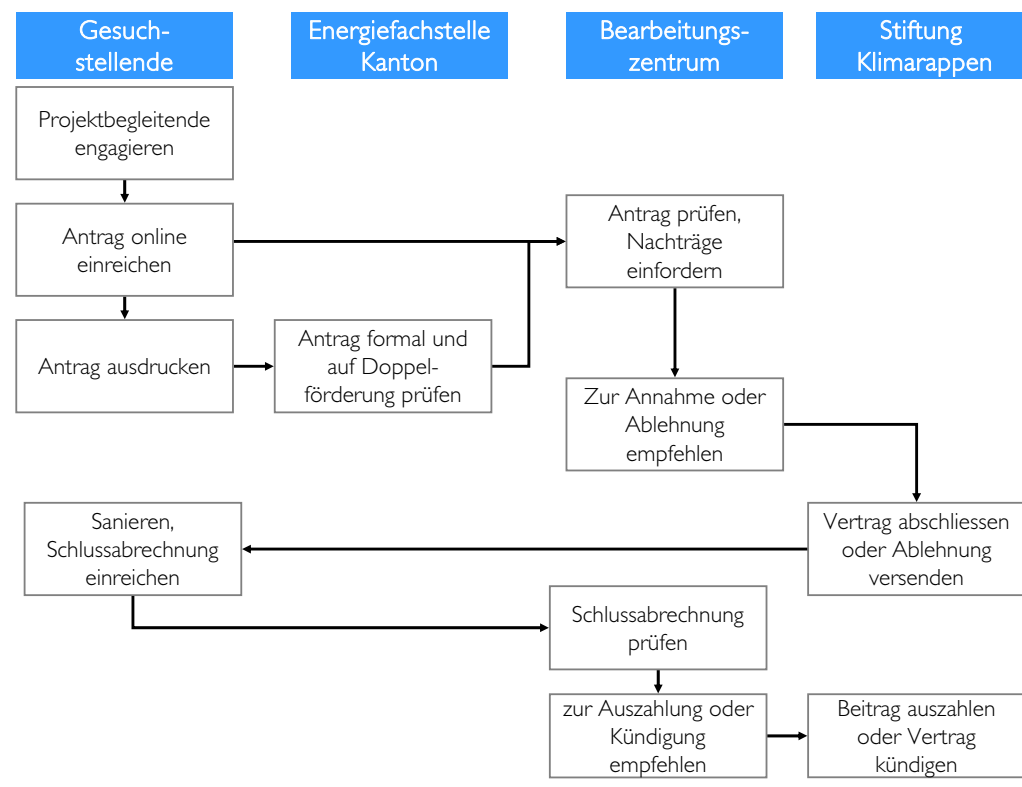 Gesuch-
stellende
Energiefachstelle
Kanton
Bearbeitungs-
zentrum
Stiftung
Klimarappen
Projektbegleitende
engagieren
Antrag online
einreichen
Antrag prüfen,
Nachträge
einfordern
Antrag ausdrucken
Antrag formal und
auf Doppel-
förderung prüfen
Zur Annahme oder
Ablehnung
empfehlen
Sanieren,
Schlussabrechnung
einreichen
Vertrag abschliessen
oder Ablehnung
versenden
Schlussabrechnung
prüfen
zur Auszahlung oder
Kündigung
empfehlen
Beitrag auszahlen
oder Vertrag
kündigen